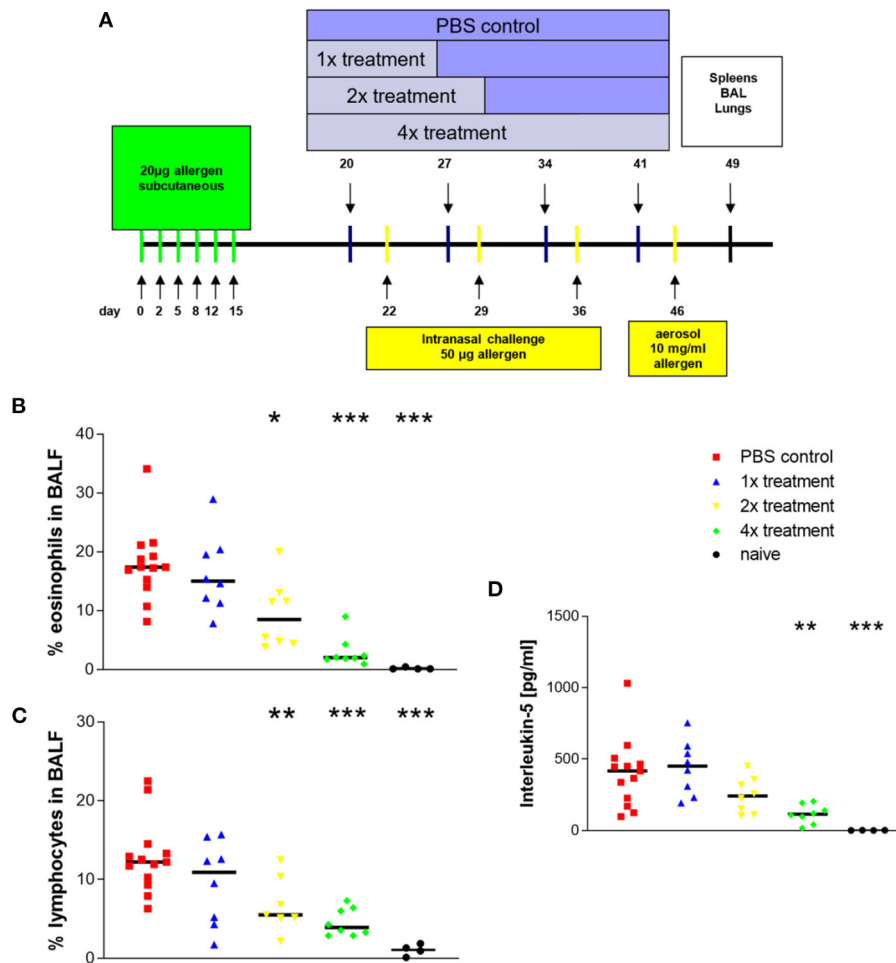 A
PBS control
1x treatment
2x treatment
4x treatment
Spleens
BAL
Lungs
20µg allergen
subcutaneous
20 27 34 41 49
day 0 2 5 8 12 15 22 29 36 46
Intranasal challenge
50 µg allergen
aerosol
10 mg/ml
allergen
B
* *** ***
40
30
20
10
0
% eosinophils in BALF
PBS control
1x treatment
2x treatment
4x treatment
naive
C
** *** ***
30
20
10
0
% lymphocytes in BALF
D
** ***
1500
1000
500
0
Interleukin-5 [pg/ml]